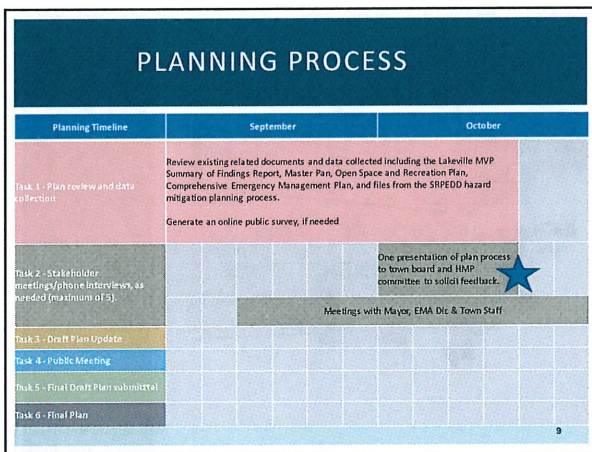 PLANNING PROCESS
Planning Timeline
September
October
Task 1 - Plan review and data
collection
Review existing related documents and data collected including the Lakeville MVP
Summary of Findings Report, Master Pan, Open Space and Recreation Plan,
Comprehensive Emergency Management Plan, and files from the SRPEDD hazard
mitigation planning process.
Generate an online public survey, if needed
Task 2 - Stakeholder
meetings/phone interviews, as
needed (maximum of 5).
One presentation of plan process
to town board and HMP
committee to solicit feedback.
Meetings with Mayor, EMA Dir. & Town Staff
Task 3 - Draft Plan Update
Task 4 - Public Meeting
Task 5 - Final Draft Plan submittal
Task 6 - Final Plan
9